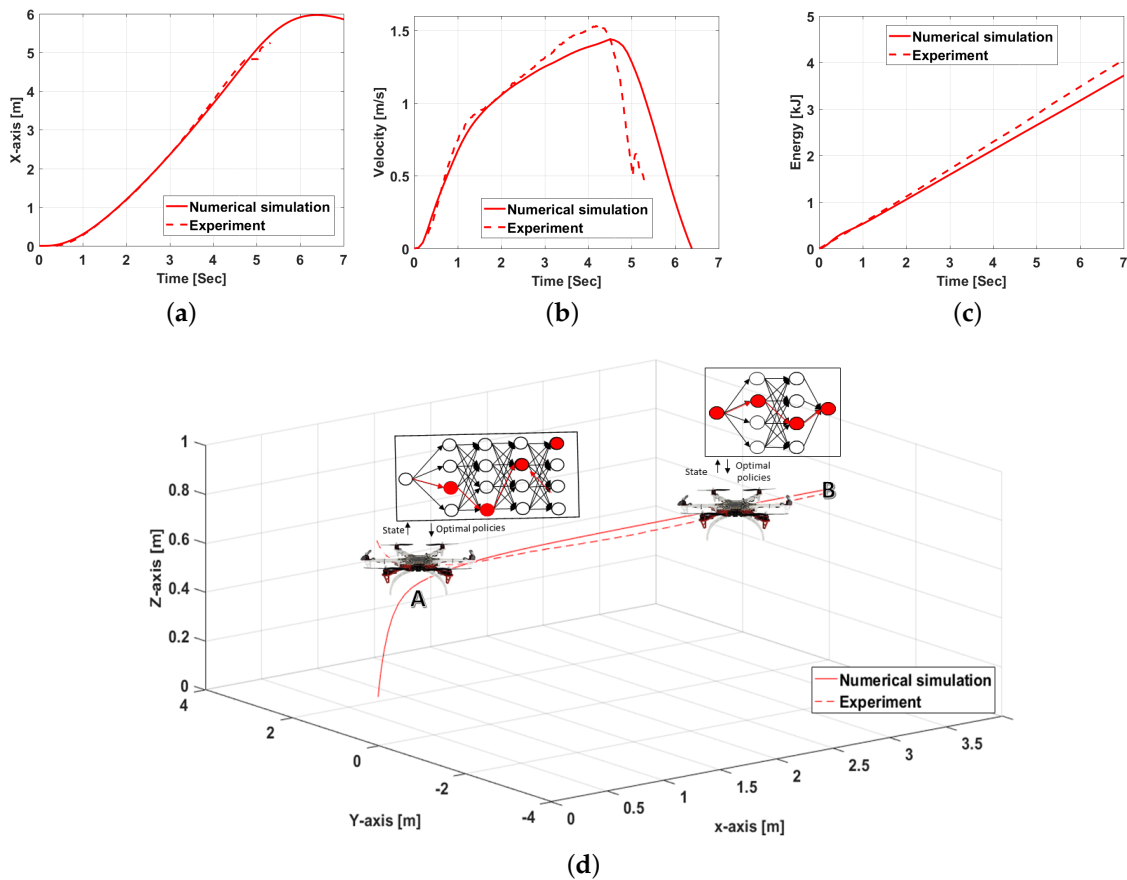 6
5
4
3
2
1
0
X-axis [m]
Numerical simulation
Experiment
0 1 2 3 4 5 6 7
Time [Sec]
(a)
1.5
1
0.5
0
Velocity [m/s]
Numerical simulation
Experiment
0 1 2 3 4 5 6 7
Time [Sec]
(b)
5
4
3
2
1
0
Energy [kJ]
Numerical simulation
Experiment
0 1 2 3 4 5 6 7
Time [Sec]
(c)
State
Optimal
policies
B
State
Optimal policies
A
1
0.8
0.6
0.4
0.2
0
Z-axis [m]
4
2
0
-2
-4
Y-axis [m]
0 0.5 1 1.5 2 2.5 3 3.5
x-axis [m]
Numerical simulation
Experiment
(d)